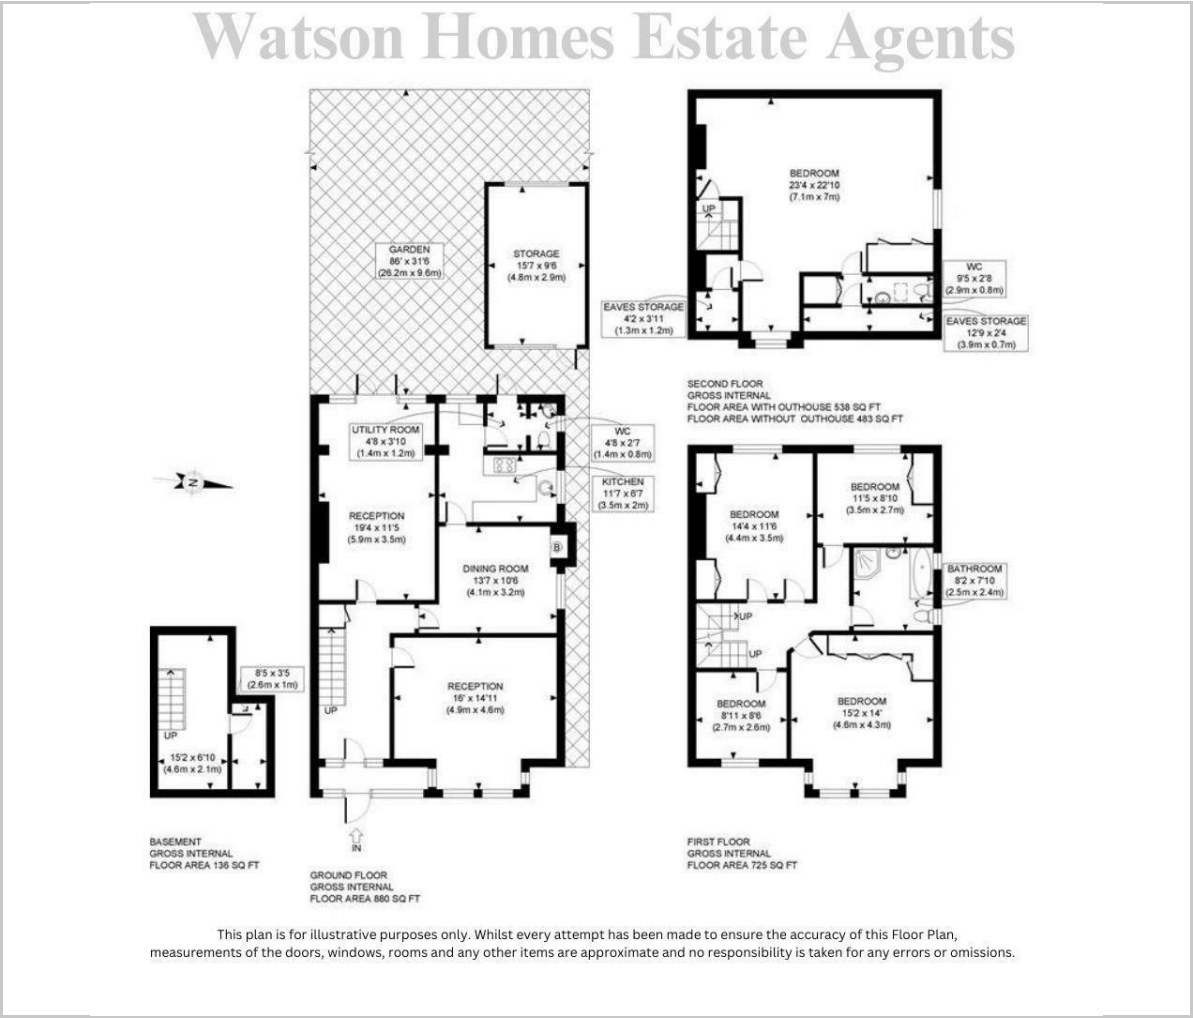 Watson Homes Estate Agents
GARDEN
86' x 31'6
(26.2m x 9.6m)
STORAGE
15'7 x 9'6
(4.8m x 2.9m)
BEDROOM
23'4 x 22'10
(7.1m x 7m)
UP
WC
9'5 x 2'8
(2.9m x 0.8m)
EAVES STORAGE
4'2 x 3'11
(1.3m x 1.2m)
EAVES STORAGE
12'9 x 2'4
(3.9m x 0.7m)
SECOND FLOOR
GROSS INTERNAL
FLOOR AREA WITH OUTHOUSE 538 SQ FT
FLOOR AREA WITHOUT OUTHOUSE 483 SQ FT
UTILITY ROOM
4'8 x 3'10
(1.4m x 1.2m)
WC
4'8 x 2'7
(1.4m x 0.8m)
KITCHEN
11'7 x 6'7
(3.5m x 2m)
N
RECEPTION
19'4 x 11'5
(5.9m x 3.5m)
B
DINING ROOM
13'7 x 10'6
(4.1m x 3.2m)
RECEPTION
16' x 14'11
(4.9m x 4.6m)
UP
IN
BEDROOM
14'4 x 11'6
(4.4m x 3.5m)
BEDROOM
11'5 x 8'10
(3.5m x 2.7m)
BATHROOM
8'2 x 7'10
(2.5m x 2.4m)
UP
UP
BEDROOM
8'11 x 8'6
(2.7m x 2.6m)
BEDROOM
15'2 x 14'
(4.6m x 4.3m)
8'5 x 3'5
(2.6m x 1m)
UP
15'2 x 6'10
(4.6m x 2.1m)
BASEMENT
GROSS INTERNAL
FLOOR AREA 136 SQ FT
GROUND FLOOR
GROSS INTERNAL
FLOOR AREA 880 SQ FT
FIRST FLOOR
GROSS INTERNAL
FLOOR AREA 725 SQ FT
This plan is for illustrative purposes only. Whilst every attempt has been made to ensure the accuracy of this Floor Plan,
measurements of the doors, windows, rooms and any other items are approximate and no responsibility is taken for any errors or omissions.